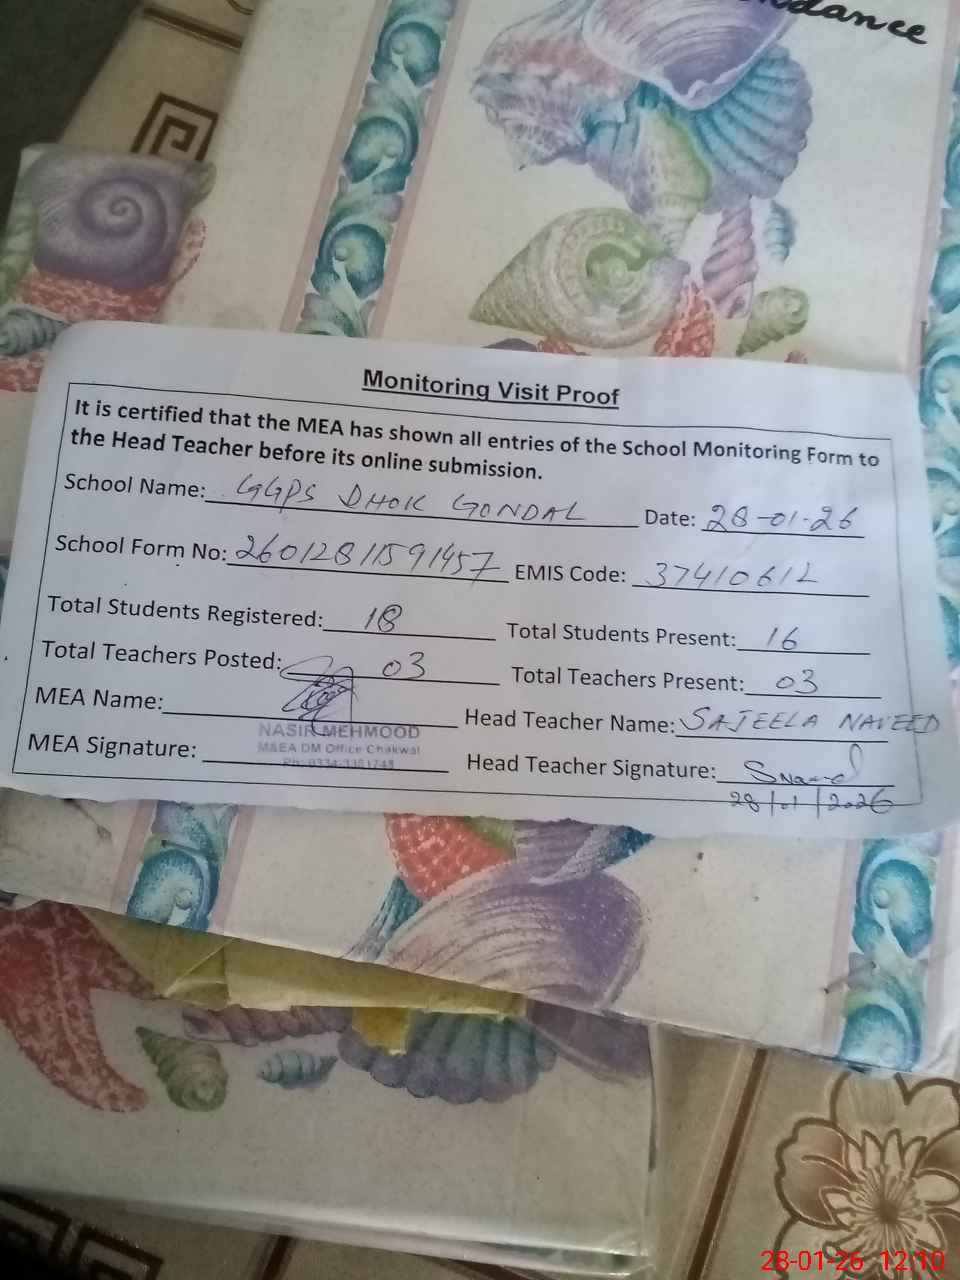 Monitoring Visit Proof
It is certified that the MEA has shown all entries of the School Monitoring Form to
the Head Teacher before its online submission.
School Name: GGPS DHOK GONDAL Date: 28-01-26
School Form No: 26012811591457 EMIS Code: 37410612
Total Students Registered: 18 Total Students Present: 16
Total Teachers Posted: 03 Total Teachers Present: 03
MEA Name: Head Teacher Name: SAJEELA NAVEED
NASIR MEHMOOD
M&EA DM Office Chakwal
MEA Signature: Head Teacher Signature:
28/01/2026
28-01-26 12:10